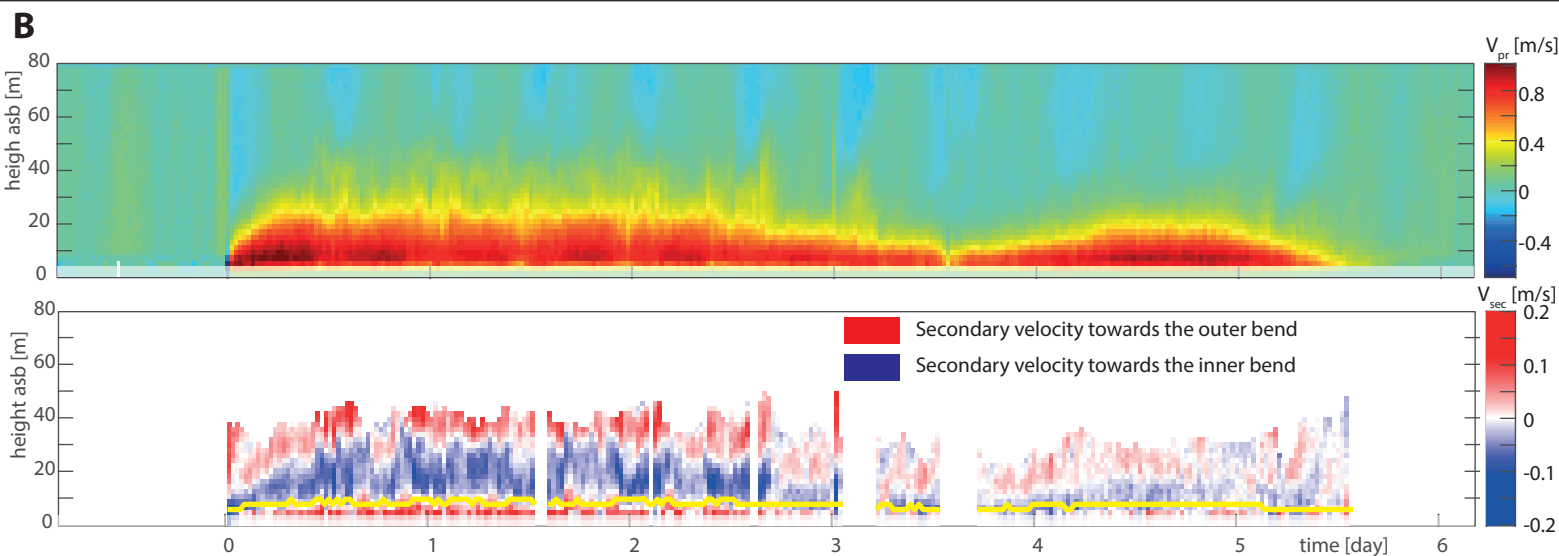 B
V_pr [m/s]
heigh asb [m]
80
60
40
20
0
0.8
0.4
0
-0.4
V_sec [m/s]
height asb [m]
80
60
40
20
0
Secondary velocity towards the outer bend
Secondary velocity towards the inner bend
0.2
0.1
0
-0.1
-0.2
0 1 2 3 4 5 time [day] 6